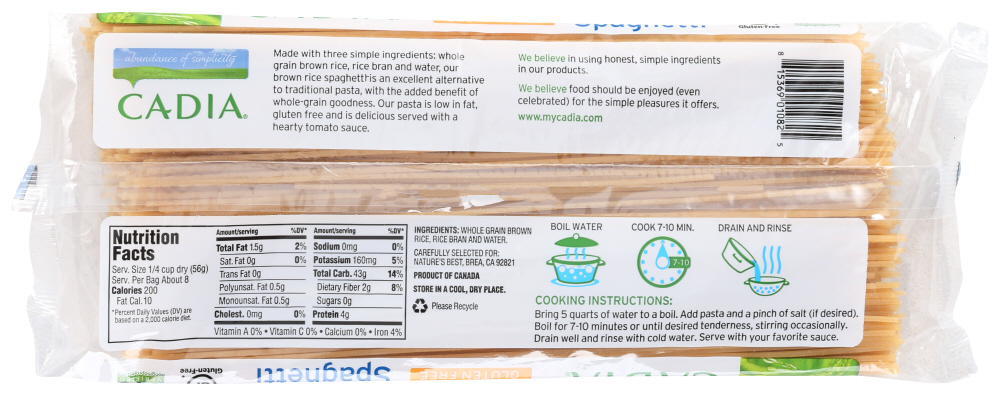 Spaghetti
Gluten Free
abundance of simplicity
CADIA®
Made with three simple ingredients: whole
grain brown rice, rice bran and water, our
brown rice spaghetti is an excellent alternative
to traditional pasta, with the added benefit of
whole-grain goodness. Our pasta is low in fat,
gluten free and is delicious served with a
hearty tomato sauce.
We believe in using honest, simple ingredients
in our products.
We believe food should be enjoyed (even
celebrated) for the simple pleasures it offers.
www.mycadia.com
8 15369 01082 5
Nutrition
Facts
Serv. Size 1/4 cup dry (56g)
Serv. Per Bag About 8
Calories 200
Fat Cal. 10
*Percent Daily Values (DV) are
based on a 2,000 calorie diet.
Amount/serving %DV*
Total Fat 1.5g 2%
Sat. Fat 0g 0%
Trans Fat 0g
Polyunsat. Fat 0.5g
Monounsat. Fat 0.5g
Cholest. 0mg 0%
Amount/serving %DV*
Sodium 0mg 0%
Potassium 160mg 5%
Total Carb. 43g 14%
Dietary Fiber 2g 8%
Sugars 0g
Protein 4g
Vitamin A 0% • Vitamin C 0% • Calcium 0% • Iron 4%
INGREDIENTS: WHOLE GRAIN BROWN
RICE, RICE BRAN AND WATER.
CAREFULLY SELECTED FOR:
NATURE'S BEST, BREA, CA 92821
PRODUCT OF CANADA
STORE IN A COOL, DRY PLACE.
Please Recycle
BOIL WATER
COOK 7-10 MIN.
7-10
DRAIN AND RINSE
COOKING INSTRUCTIONS:
Bring 5 quarts of water to a boil. Add pasta and a pinch of salt (if desired).
Boil for 7-10 minutes or until desired tenderness, stirring occasionally.
Drain well and rinse with cold water. Serve with your favorite sauce.
Gluten-Free
Spaghetti
GLUTEN FREE
CADIA